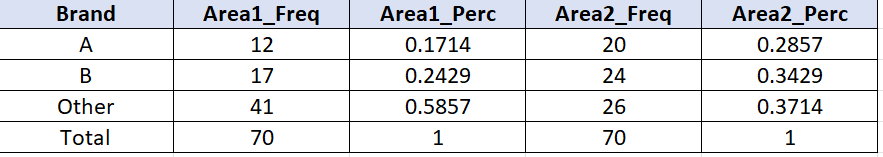 Brand Area1_Freq Area1_Perc Area2_Freq Area2_Perc
A 12 0.1714 20 0.2857
B 17 0.2429 24 0.3429
Other 41 0.5857 26 0.3714
Total 70 1 70 1